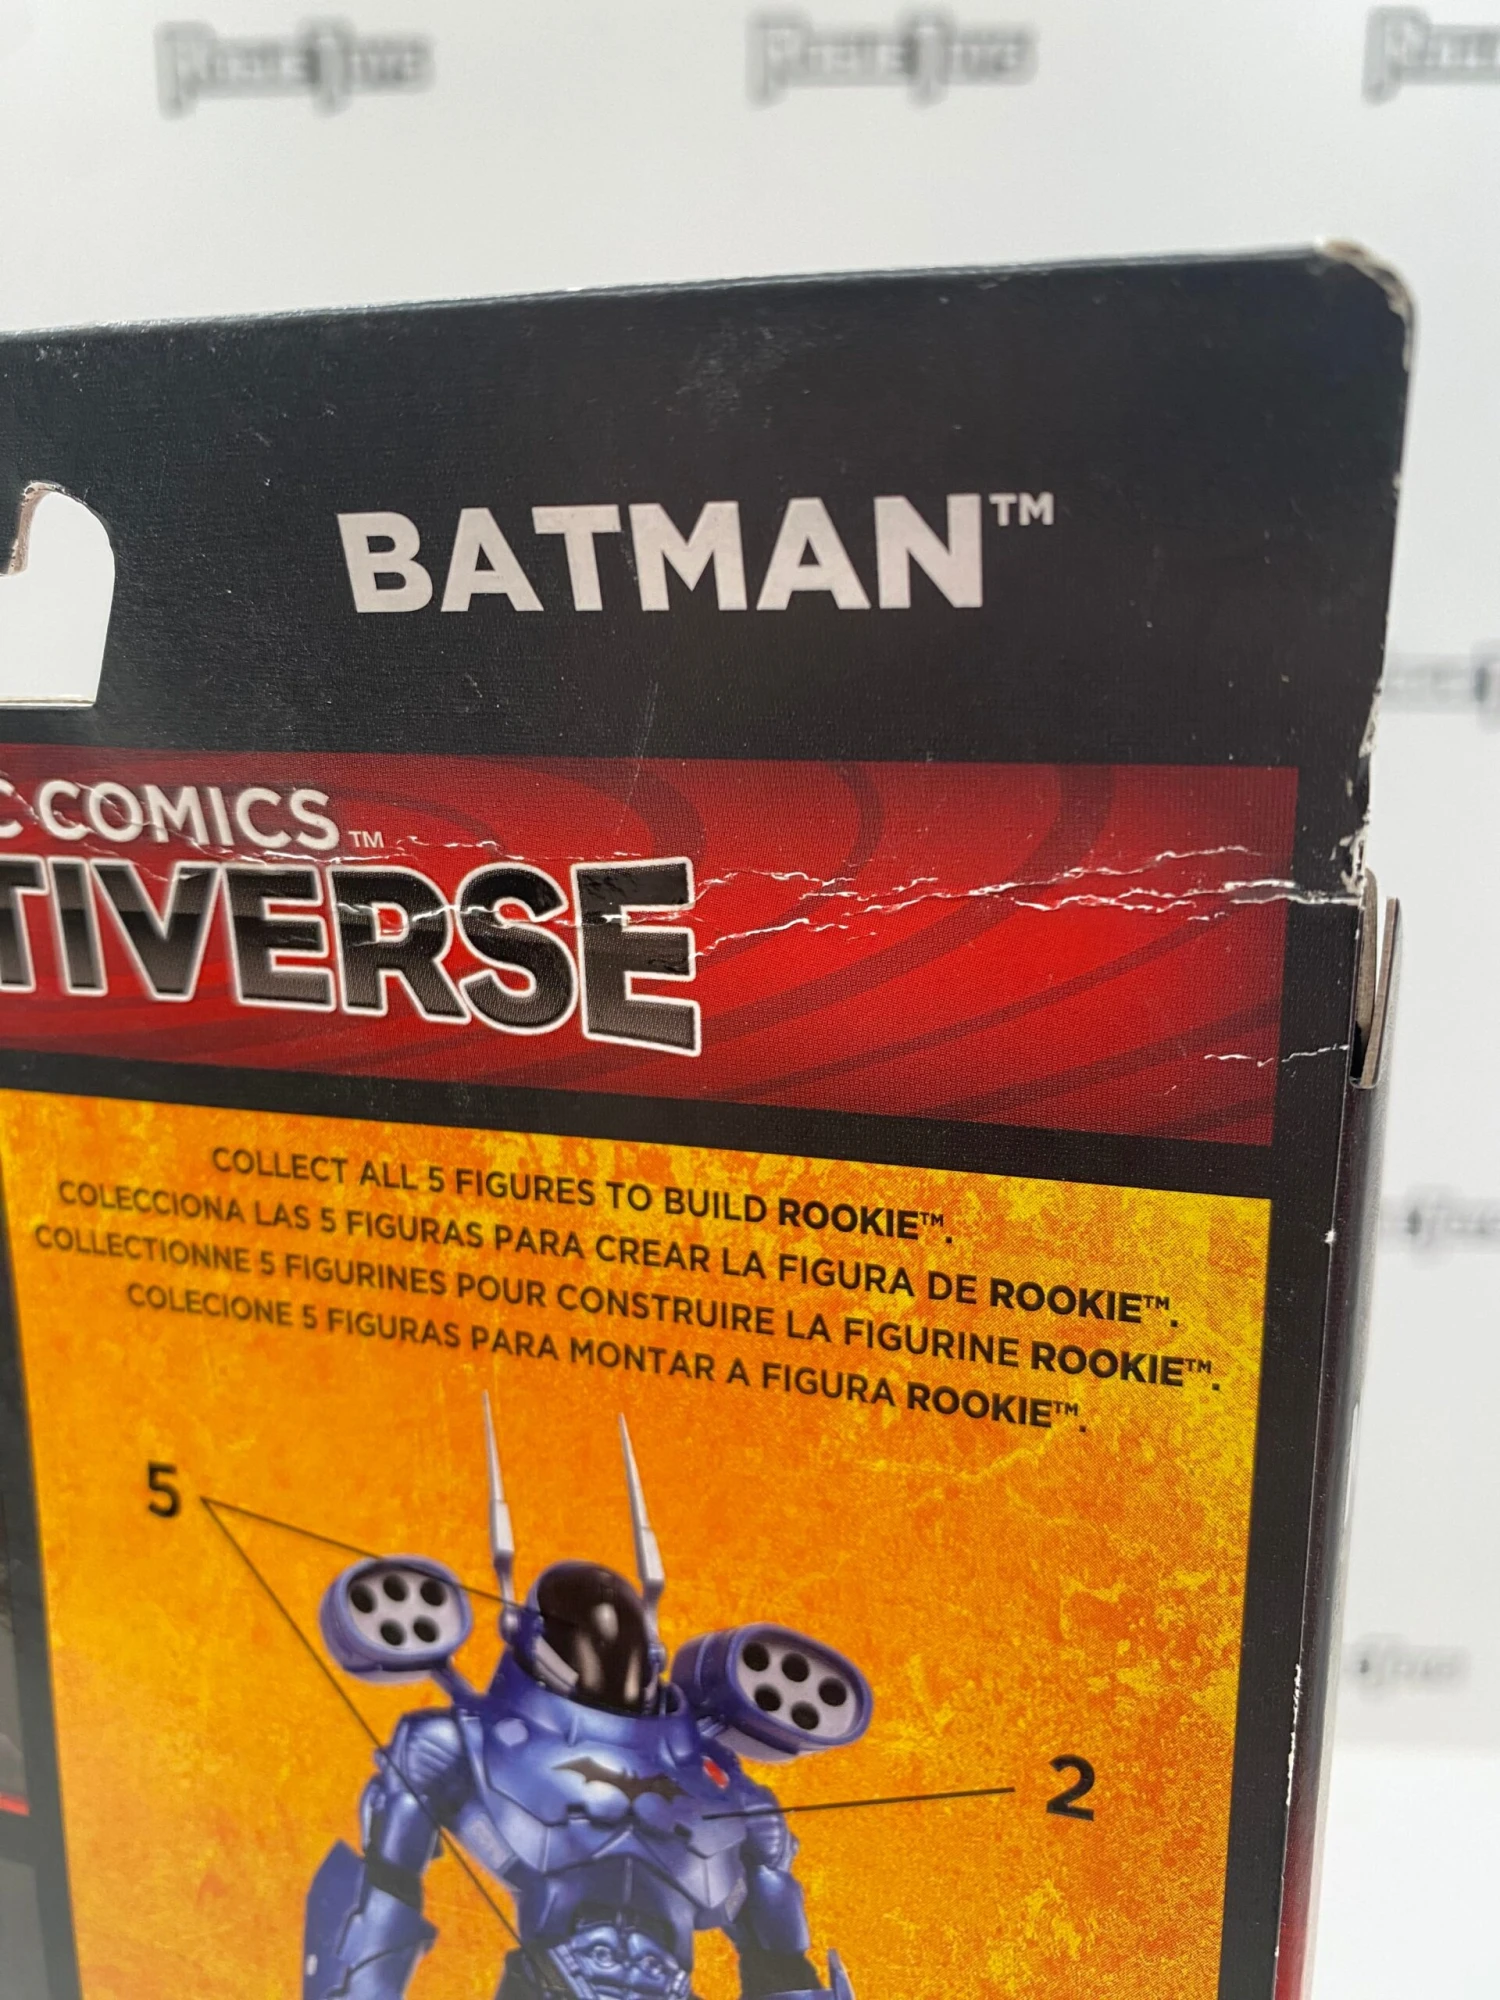 BATMAN™
COMICS™
TIVERSE
COLLECT ALL 5 FIGURES TO BUILD ROOKIE™.
COLECCIONA LAS 5 FIGURAS PARA CREAR LA FIGURA DE ROOKIE™.
COLLECTIONNE 5 FIGURINES POUR CONSTRUIRE LA FIGURINE ROOKIE™.
COLECIONE 5 FIGURAS PARA MONTAR A FIGURA ROOKIE™.
5
2